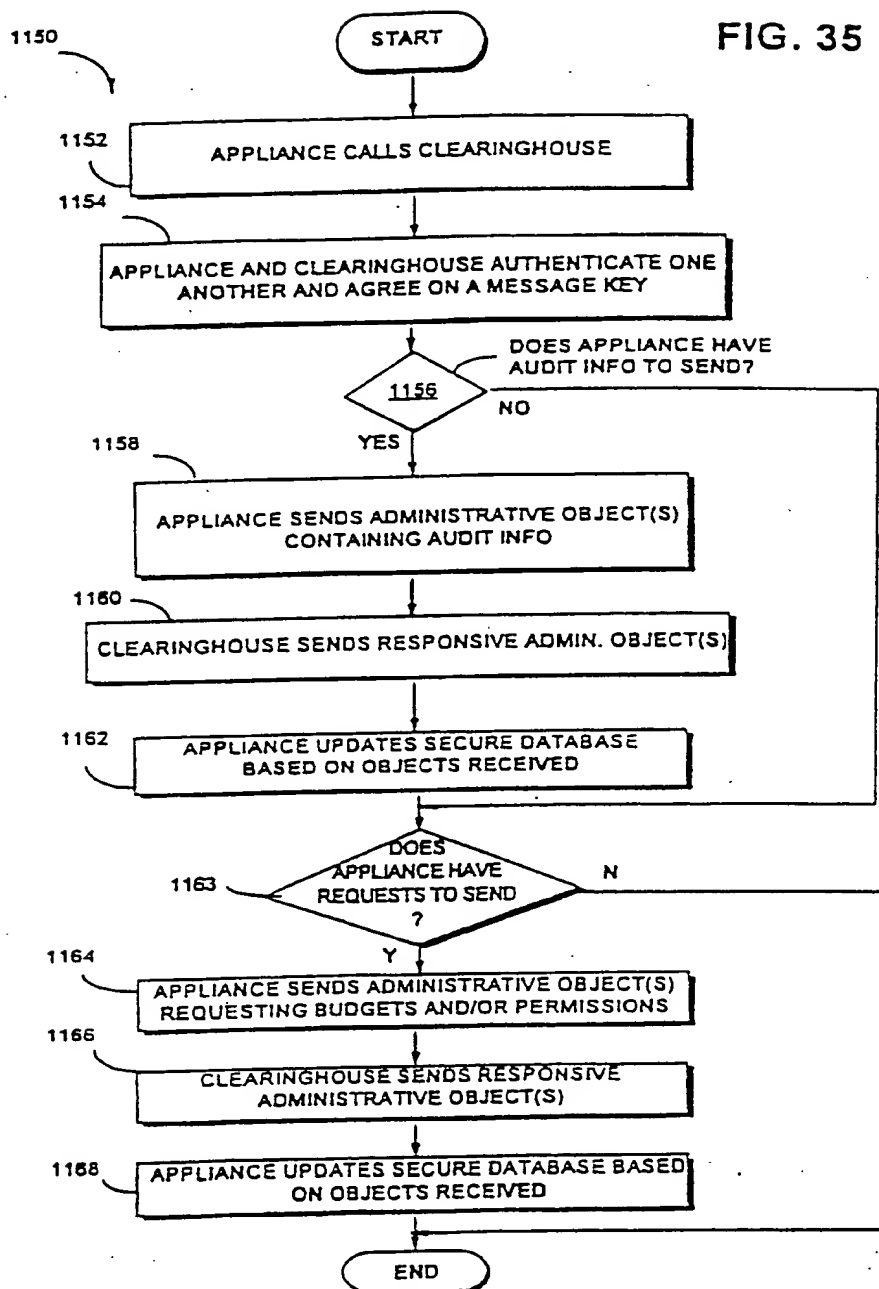 FIG. 35
1150
START
1152
APPLIANCE CALLS CLEARINGHOUSE
1154
APPLIANCE AND CLEARINGHOUSE AUTHENTICATE ONE
ANOTHER AND AGREE ON A MESSAGE KEY
DOES APPLIANCE HAVE
AUDIT INFO TO SEND?
1156
NO
YES
1158
APPLIANCE SENDS ADMINISTRATIVE OBJECT(S)
CONTAINING AUDIT INFO
1160
CLEARINGHOUSE SENDS RESPONSIVE ADMIN. OBJECT(S)
1162
APPLIANCE UPDATES SECURE DATABASE
BASED ON OBJECTS RECEIVED
1163
DOES
APPLIANCE HAVE
REQUESTS TO SEND
?
N
Y
1164
APPLIANCE SENDS ADMINISTRATIVE OBJECT(S)
REQUESTING BUDGETS AND/OR PERMISSIONS
1166
CLEARINGHOUSE SENDS RESPONSIVE
ADMINISTRATIVE OBJECT(S)
1168
APPLIANCE UPDATES SECURE DATABASE BASED
ON OBJECTS RECEIVED
END